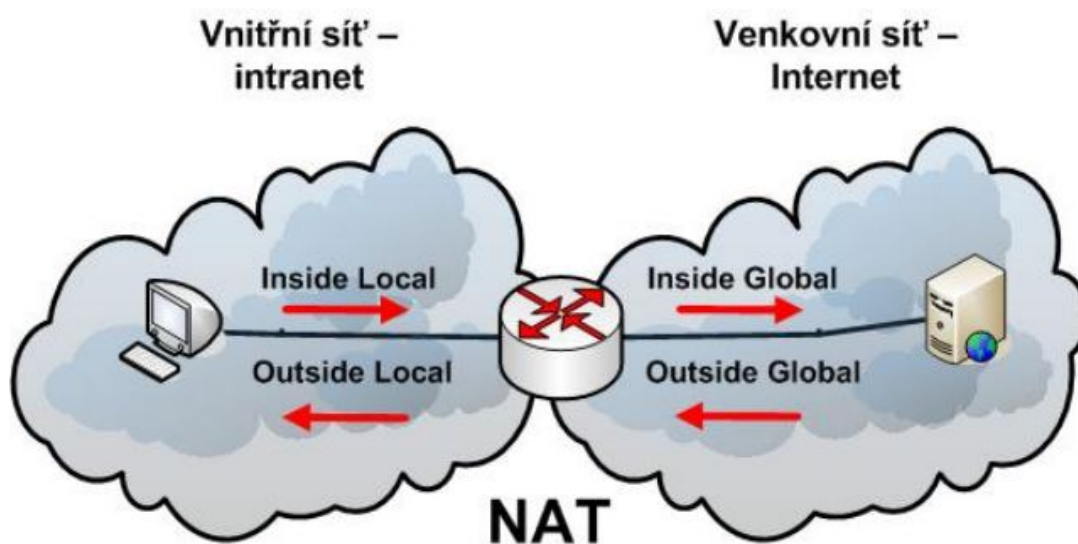 Vnitřní síť –
intranet
Venkovní síť –
Internet
Inside Local
Inside Global
Outside Local
Outside Global
NAT